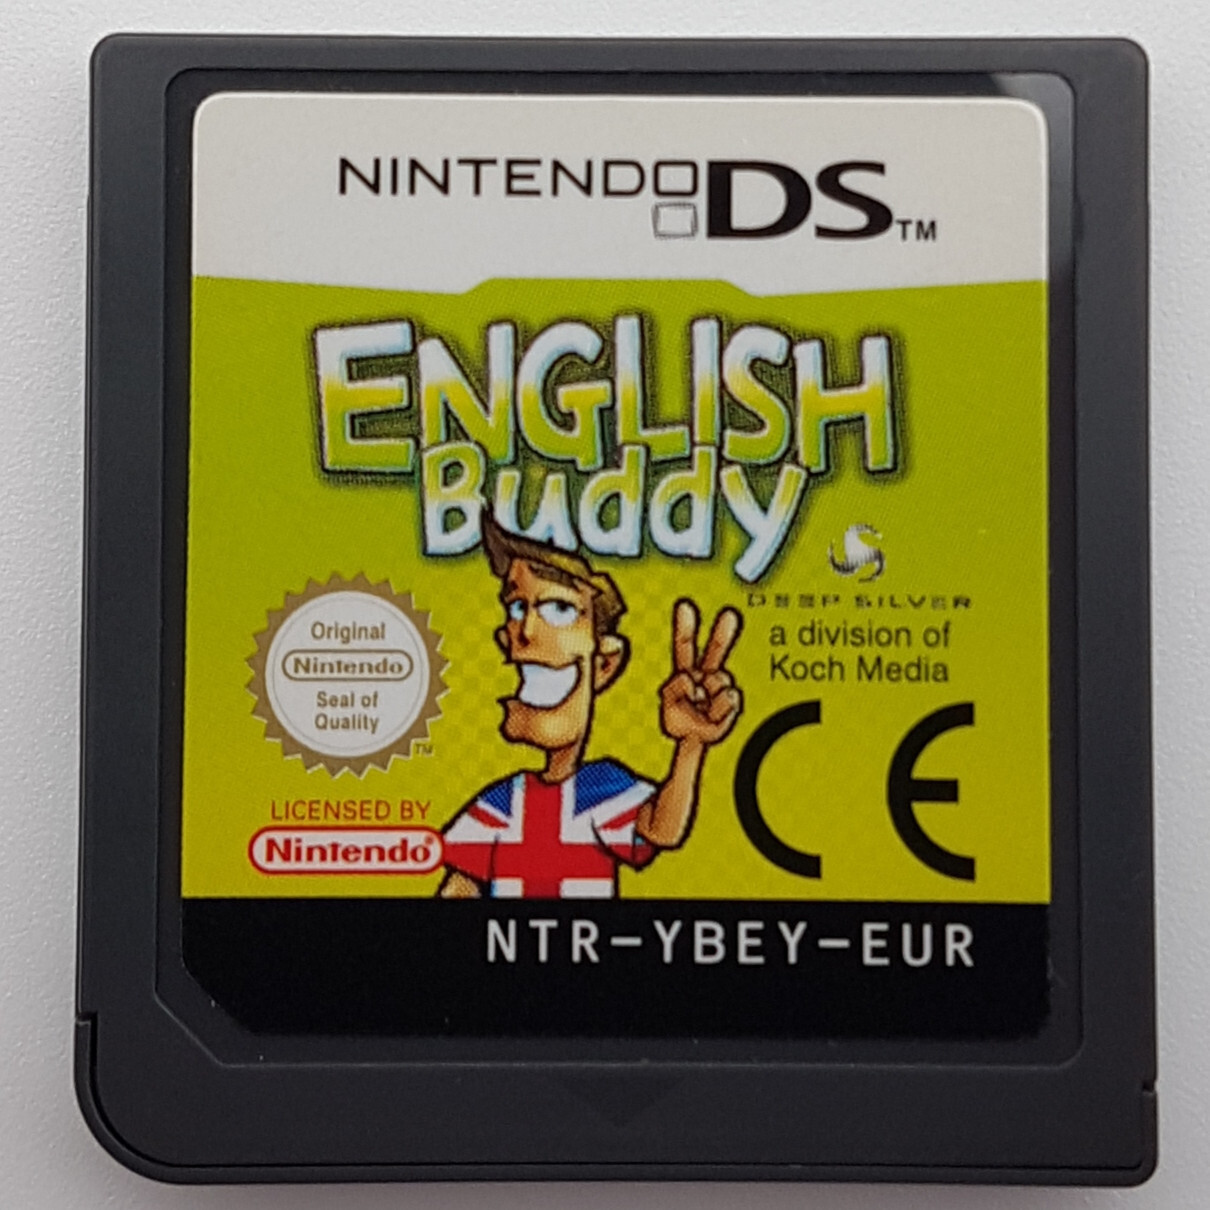 NINTENDO DS™
ENGLISH
Buddy
DEEP SILVER
a division of
Koch Media
Original
Nintendo
Seal of
Quality
™
LICENSED BY
Nintendo®
CE
NTR-YBEY-EUR